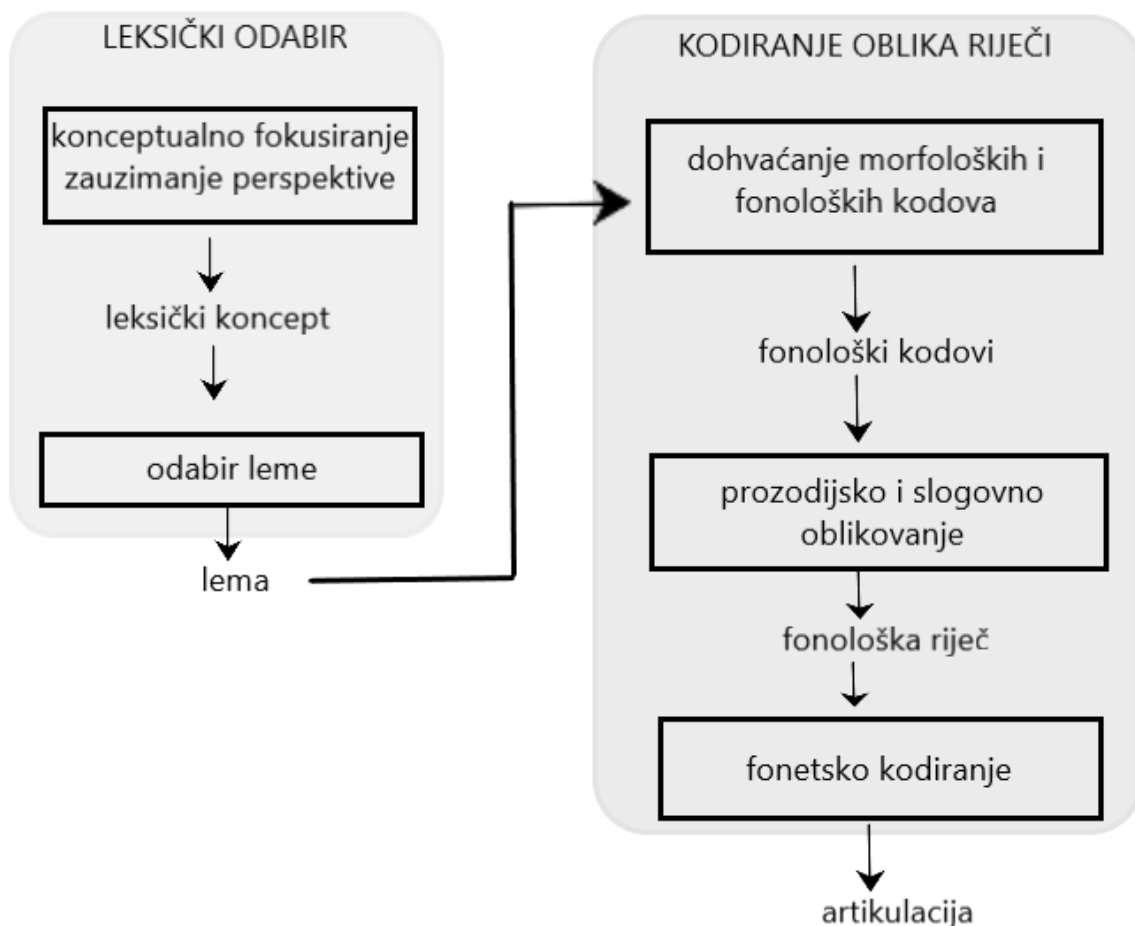 LEKSIČKI ODABIR
konceptualno fokusiranje
zauzimanje perspektive
leksički koncept
odabir leme
lema
KODIRANJE OBLIKA RIJEČI
dohvaćanje morfoloških i
fonoloških kodova
fonološki kodovi
prozodijsko i slogovno
oblikovanje
fonološka riječ
fonetsko kodiranje
artikulacija